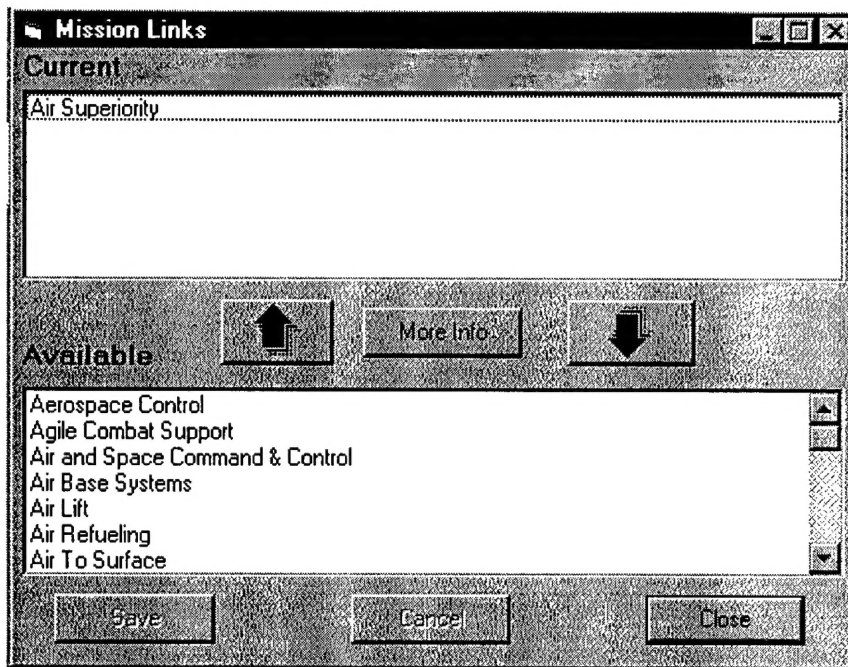 Mission Links
Current
Air Superiority
More Info
Available
Aerospace Control
Agile Combat Support
Air and Space Command & Control
Air Base Systems
Air Lift
Air Refueling
Air To Surface
Save
Cancel
Close